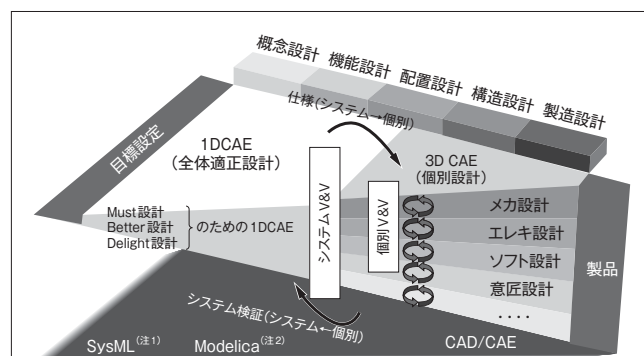 概念設計 機能設計 配置設計 構造設計 製造設計
仕様(システム→個別)
目標設定
1DCAE
(全体適正設計)
3D CAE
(個別設計)
Must設計
Better設計
Delight設計
のための1DCAE
システムV&V
個別V&V
メカ設計
エレキ設計
ソフト設計
意匠設計
‥‥
製品
システム検証(システム←個別)
SysML(注1) Modelica(注2) CAD/CAE